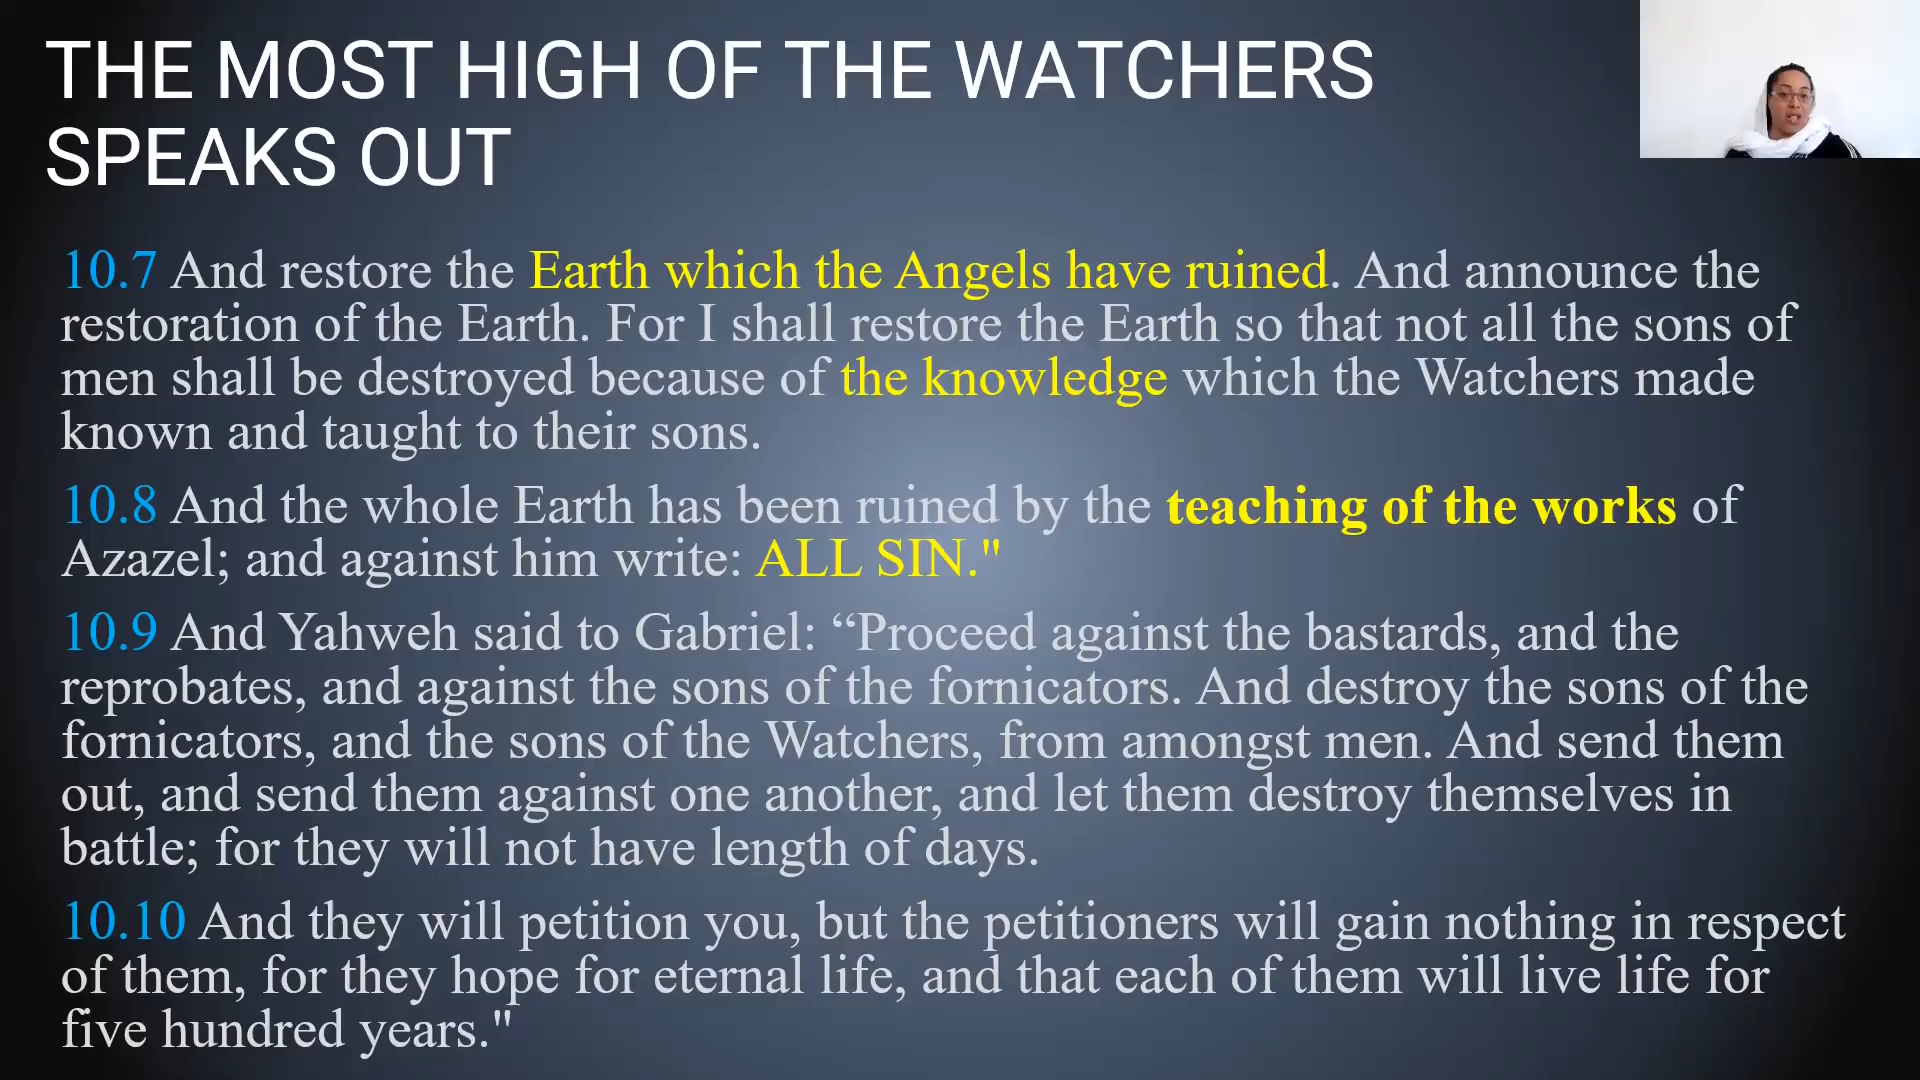 THE MOST HIGH OF THE WATCHERS
SPEAKS OUT
10.7 And restore the Earth which the Angels have ruined. And announce the
restoration of the Earth. For I shall restore the Earth so that not all the sons of
men shall be destroyed because of the knowledge which the Watchers made
known and taught to their sons.
10.8 And the whole Earth has been ruined by the teaching of the works of
Azazel; and against him write: ALL SIN."
10.9 And Yahweh said to Gabriel: “Proceed against the bastards, and the
reprobates, and against the sons of the fornicators. And destroy the sons of the
fornicators, and the sons of the Watchers, from amongst men. And send them
out, and send them against one another, and let them destroy themselves in
battle; for they will not have length of days.
10.10 And they will petition you, but the petitioners will gain nothing in respect
of them, for they hope for eternal life, and that each of them will live life for
five hundred years."